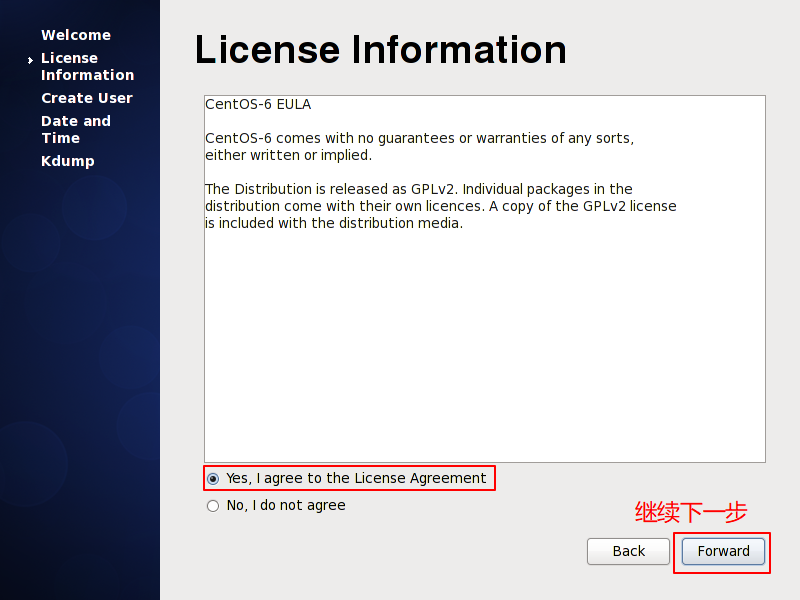 Welcome
License
Information
Create User
Date and
Time
Kdump
License Information
CentOS-6 EULA
CentOS-6 comes with no guarantees or warranties of any sorts,
either written or implied.
The Distribution is released as GPLv2. Individual packages in the
distribution come with their own licences. A copy of the GPLv2 license
is included with the distribution media.
Yes, I agree to the License Agreement
No, I do not agree
继续下一步
Back
Forward